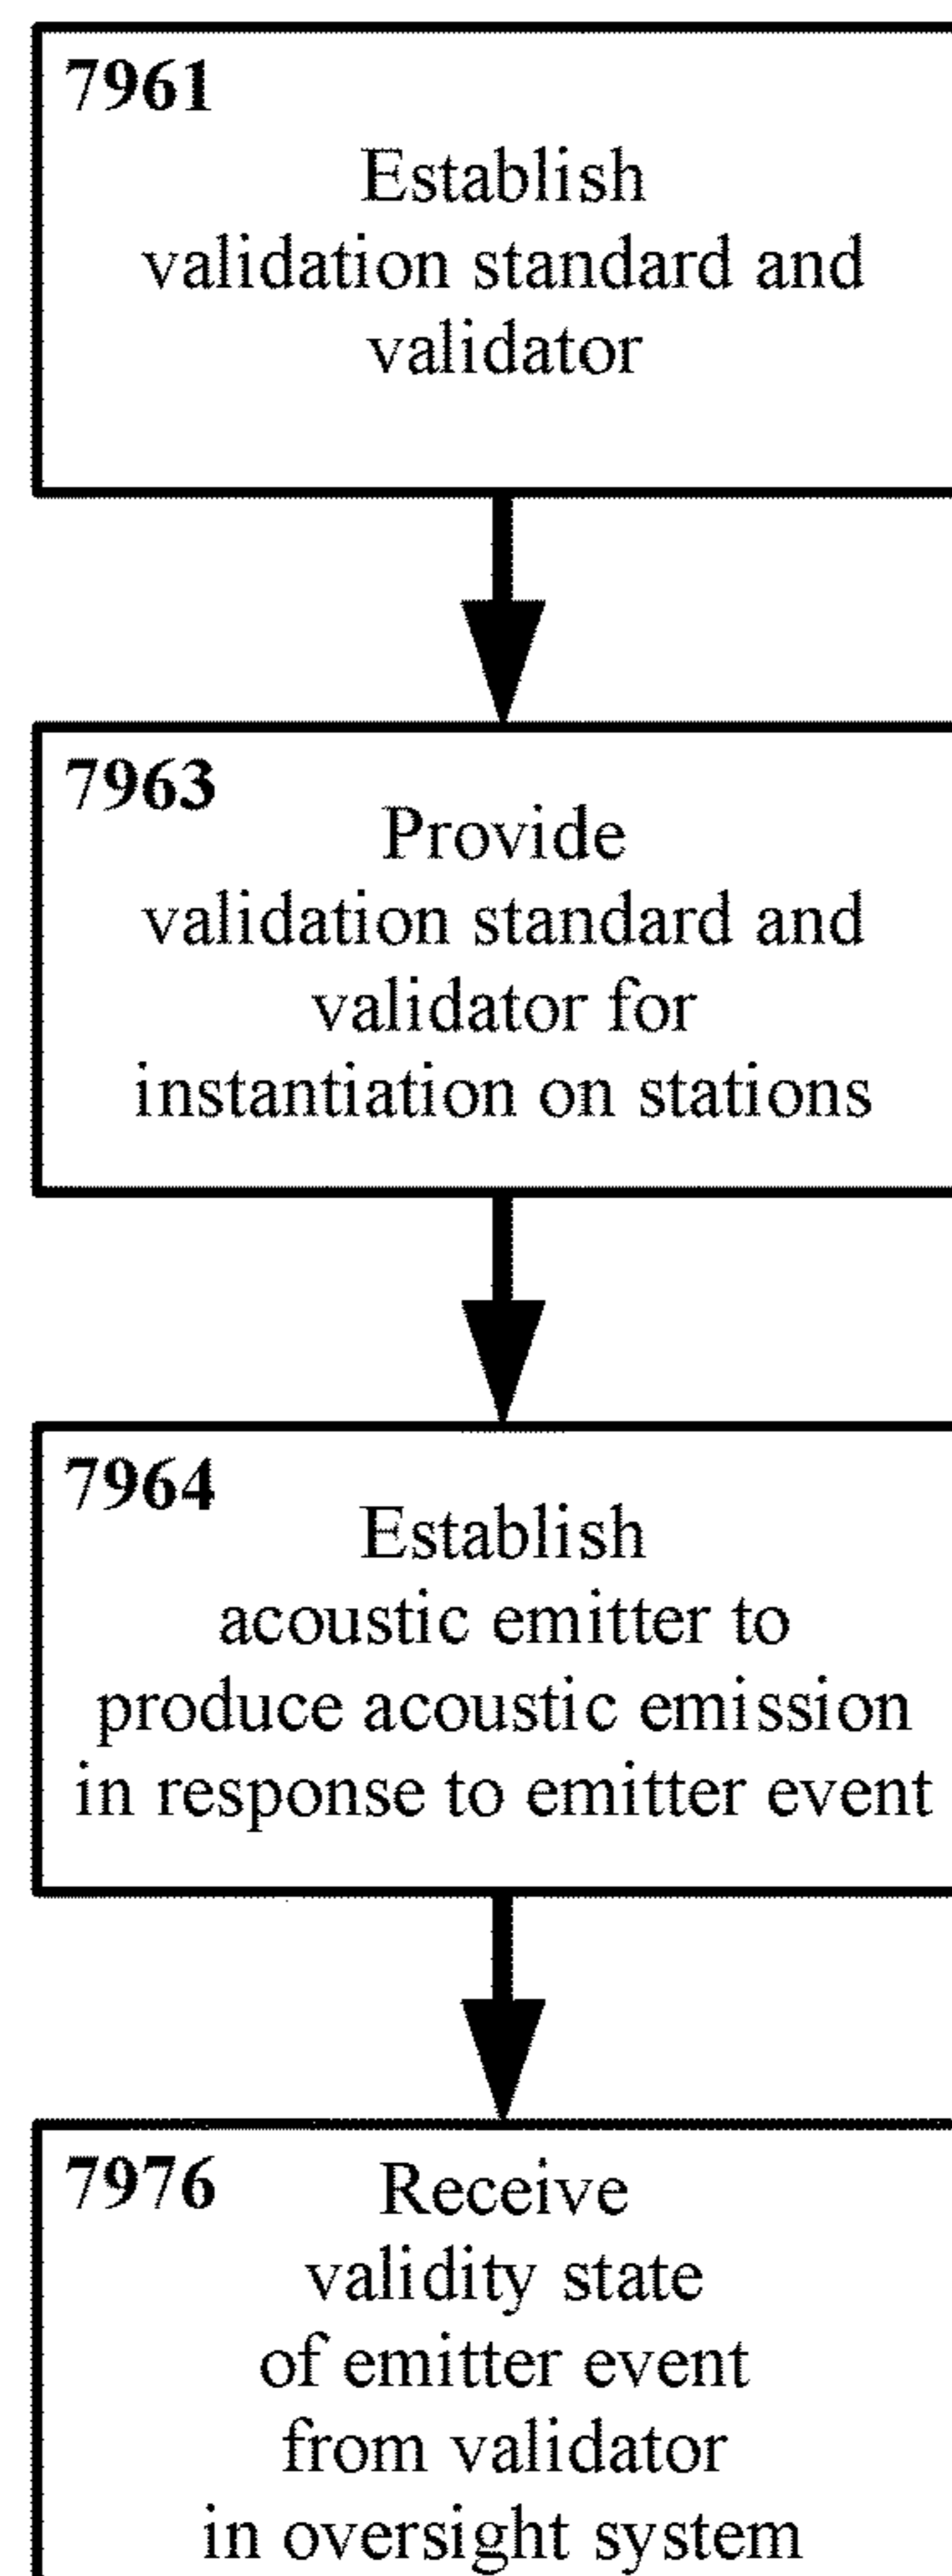 7961
Establish
validation standard and
validator
7963
Provide
validation standard and
validator for
instantiation on stations
7964
Establish
acoustic emitter to
produce acoustic emission
in response to emitter event
7976
Receive
validity state
of emitter event
from validator
in oversight system